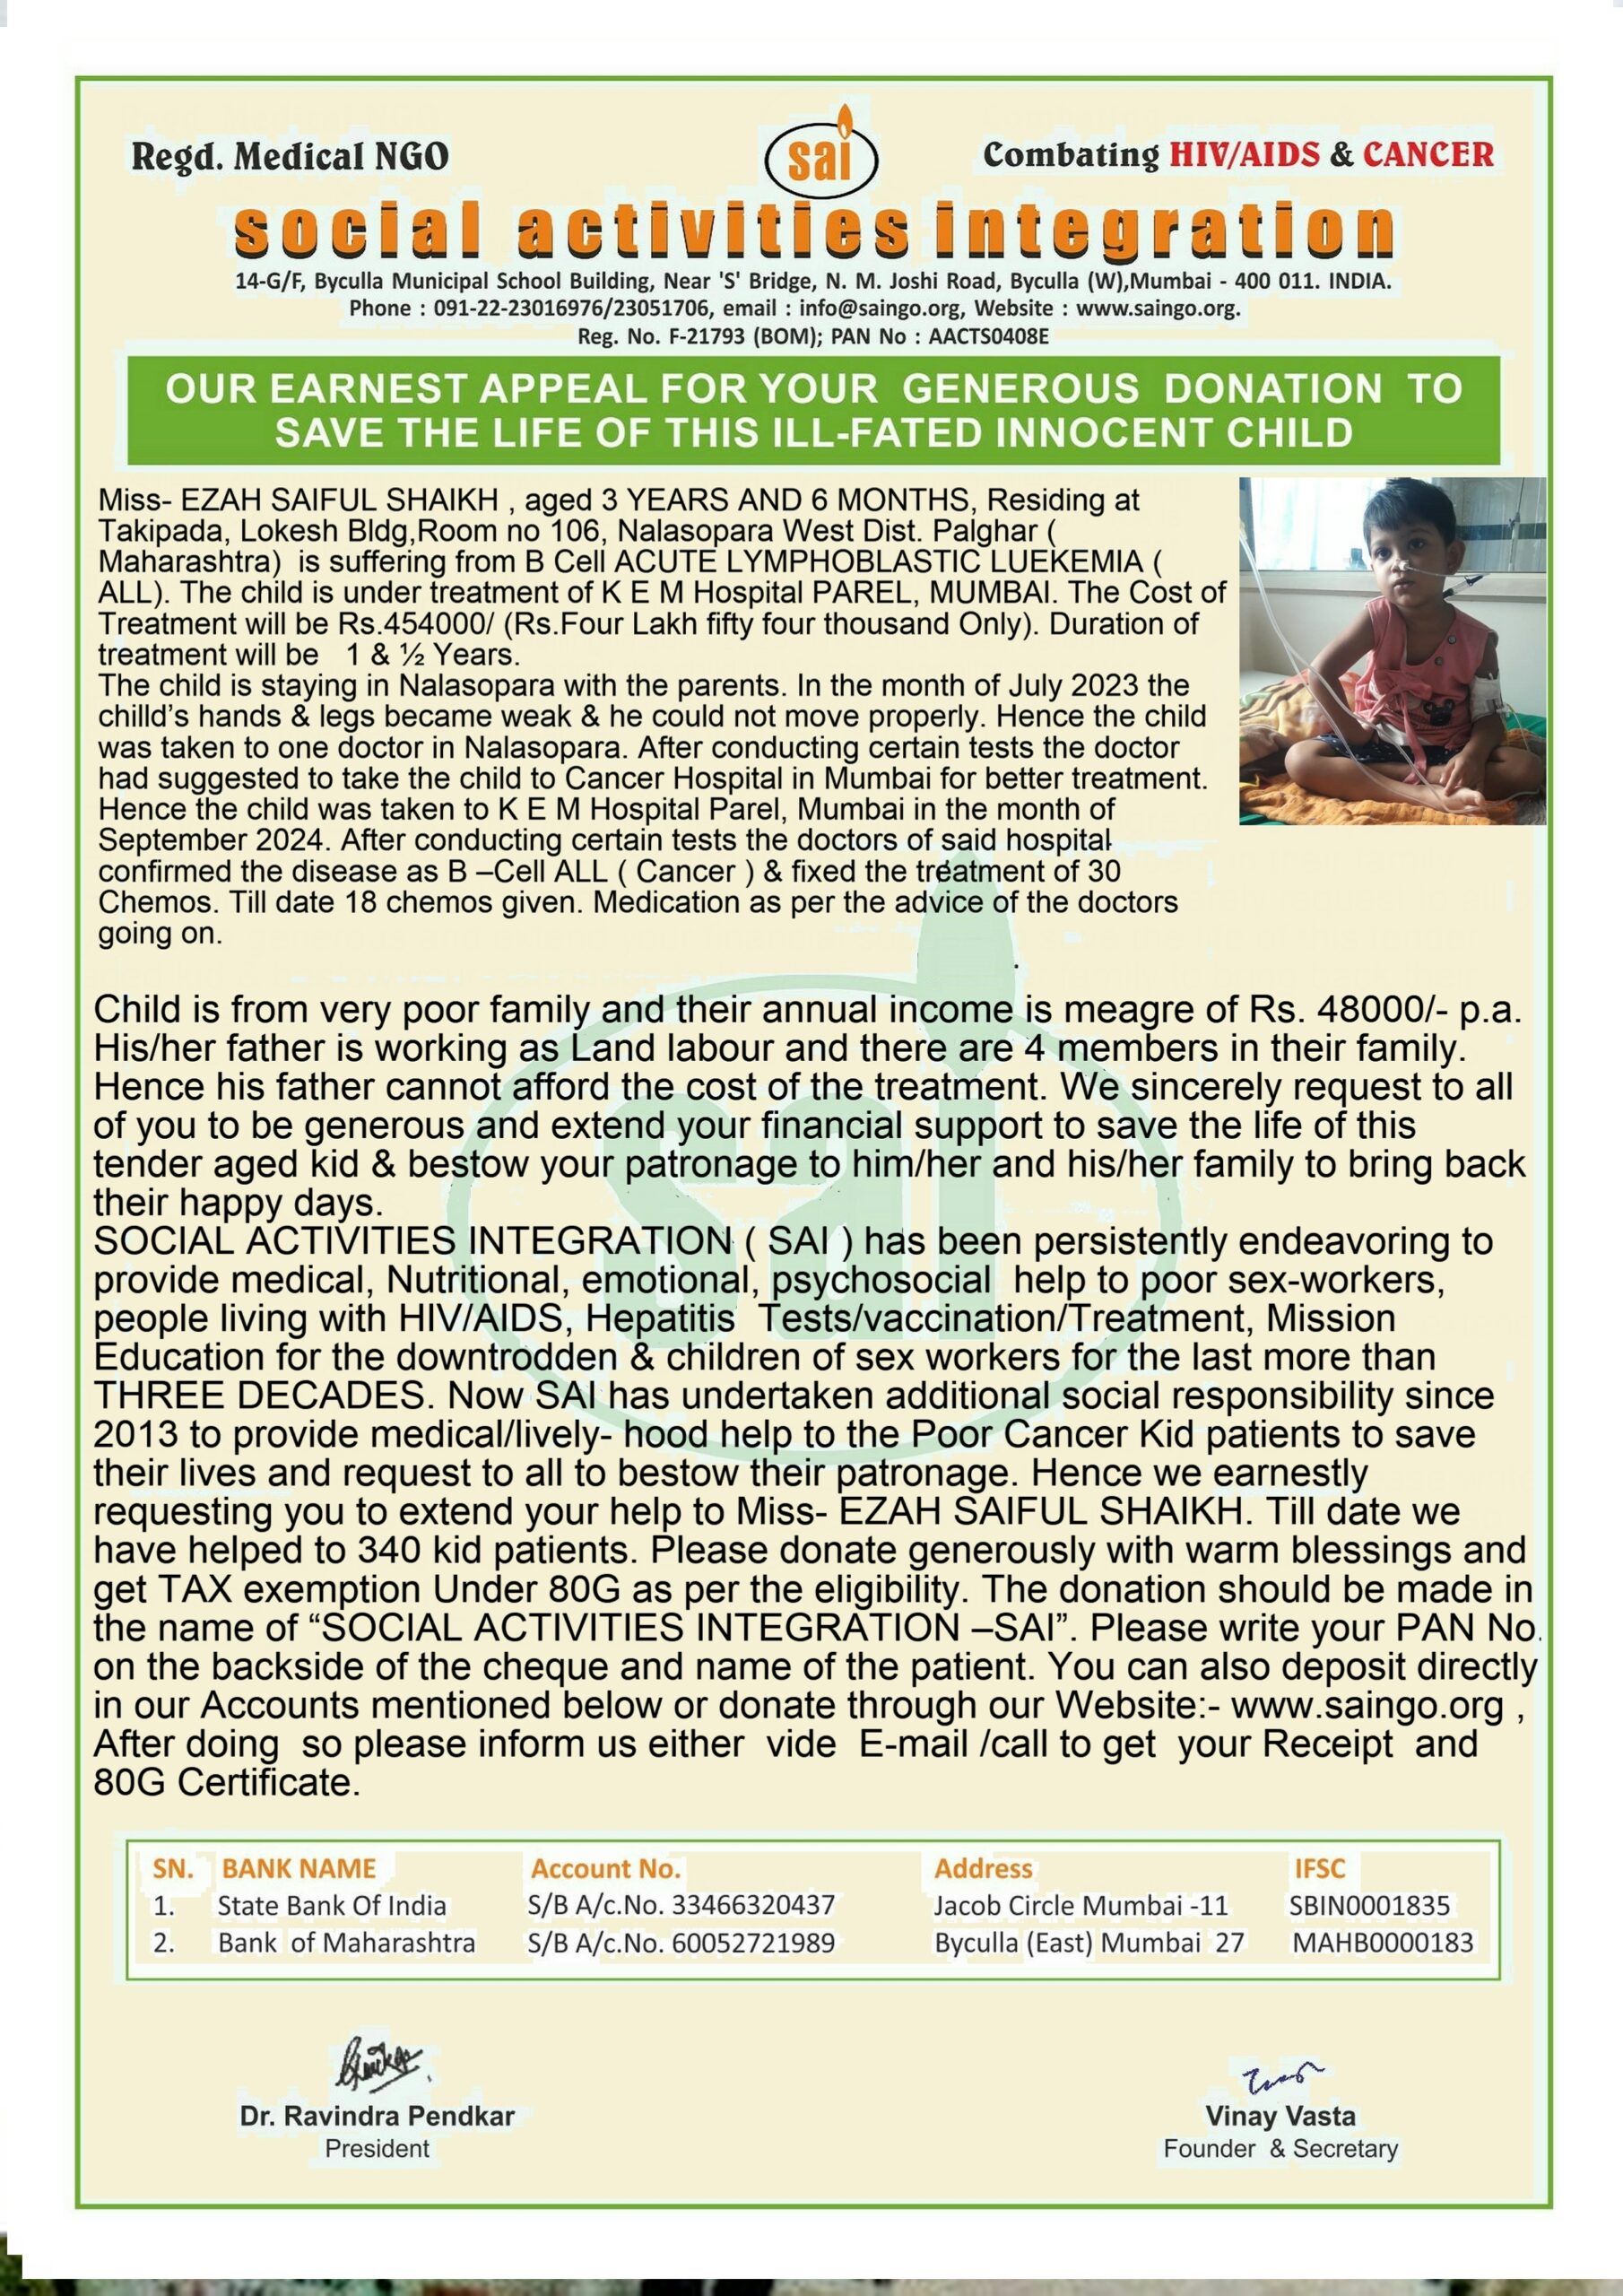 Regd. Medical NGO
sai
Combating HIV/AIDS & CANCER
social activities integration
14-G/F, Byculla Municipal School Building, Near 'S' Bridge, N. M. Joshi Road, Byculla (W),Mumbai - 400 011. INDIA.
Phone : 091-22-23016976/23051706, email : info@saingo.org, Website : www.saingo.org.
Reg. No. F-21793 (BOM); PAN No : AACTS0408E
OUR EARNEST APPEAL FOR YOUR GENEROUS DONATION TO
SAVE THE LIFE OF THIS ILL-FATED INNOCENT CHILD
Miss- EZAH SAIFUL SHAIKH , aged 3 YEARS AND 6 MONTHS, Residing at
Takipada, Lokesh Bldg,Room no 106, Nalasopara West Dist. Palghar (
Maharashtra) is suffering from B Cell ACUTE LYMPHOBLASTIC LUEKEMIA (
ALL). The child is under treatment of K E M Hospital PAREL, MUMBAI. The Cost of
Treatment will be Rs.454000/ (Rs.Four Lakh fifty four thousand Only). Duration of
treatment will be 1 & ½ Years.
The child is staying in Nalasopara with the parents. In the month of July 2023 the
chilld’s hands & legs became weak & he could not move properly. Hence the child
was taken to one doctor in Nalasopara. After conducting certain tests the doctor
had suggested to take the child to Cancer Hospital in Mumbai for better treatment.
Hence the child was taken to K E M Hospital Parel, Mumbai in the month of
September 2024. After conducting certain tests the doctors of said hospital
confirmed the disease as B –Cell ALL ( Cancer ) & fixed the treatment of 30
Chemos. Till date 18 chemos given. Medication as per the advice of the doctors
going on.
Child is from very poor family and their annual income is meagre of Rs. 48000/- p.a.
His/her father is working as Land labour and there are 4 members in their family.
Hence his father cannot afford the cost of the treatment. We sincerely request to all
of you to be generous and extend your financial support to save the life of this
tender aged kid & bestow your patronage to him/her and his/her family to bring back
their happy days.
SOCIAL ACTIVITIES INTEGRATION ( SAI ) has been persistently endeavoring to
provide medical, Nutritional, emotional, psychosocial help to poor sex-workers,
people living with HIV/AIDS, Hepatitis Tests/vaccination/Treatment, Mission
Education for the downtrodden & children of sex workers for the last more than
THREE DECADES. Now SAI has undertaken additional social responsibility since
2013 to provide medical/lively- hood help to the Poor Cancer Kid patients to save
their lives and request to all to bestow their patronage. Hence we earnestly
requesting you to extend your help to Miss- EZAH SAIFUL SHAIKH. Till date we
have helped to 340 kid patients. Please donate generously with warm blessings and
get TAX exemption Under 80G as per the eligibility. The donation should be made in
the name of “SOCIAL ACTIVITIES INTEGRATION –SAI”. Please write your PAN No.
on the backside of the cheque and name of the patient. You can also deposit directly
in our Accounts mentioned below or donate through our Website:- www.saingo.org ,
After doing so please inform us either vide E-mail /call to get your Receipt and
80G Certificate.
SN. BANK NAME Account No. Address IFSC
1. State Bank Of India S/B A/c.No. 33466320437 Jacob Circle Mumbai -11 SBIN0001835
2. Bank of Maharashtra S/B A/c.No. 60052721989 Byculla (East) Mumbai 27 MAHB0000183
Dr. Ravindra Pendkar
President
Vinay Vasta
Founder & Secretary